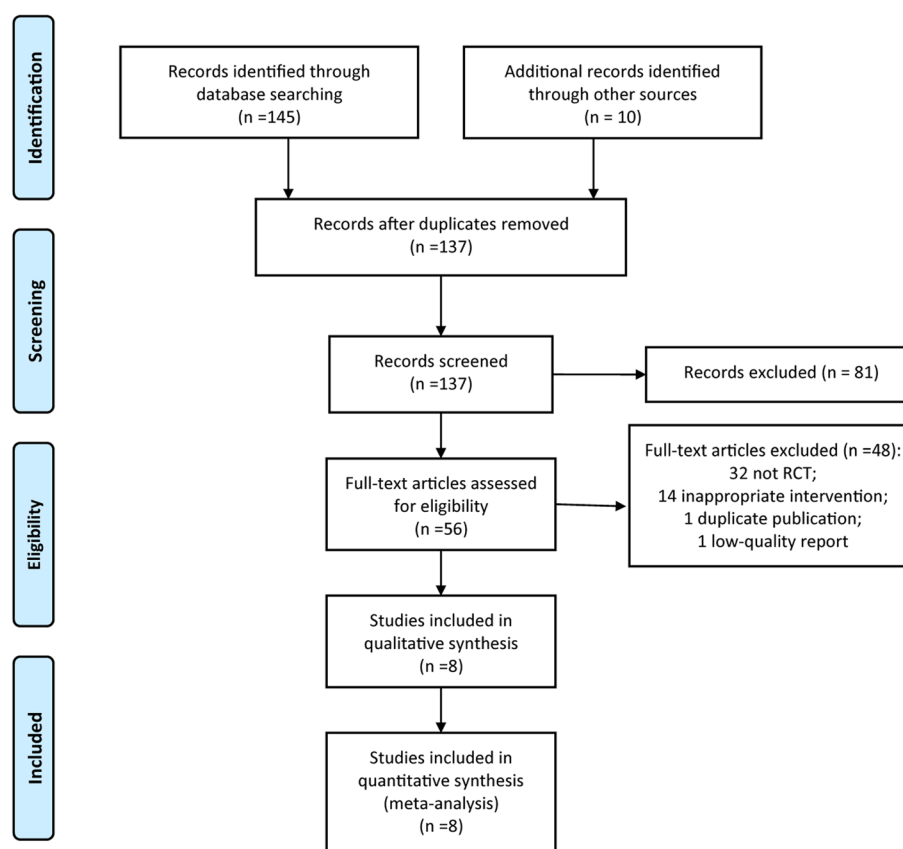 Identification
Records identified through
database searching
(n =145)
Additional records identified
through other sources
(n = 10)
Records after duplicates removed
(n =137)
Screening
Records screened
(n =137)
Records excluded (n = 81)
Eligibility
Full-text articles assessed
for eligibility
(n =56)
Full-text articles excluded (n =48):
32 not RCT;
14 inappropriate intervention;
1 duplicate publication;
1 low-quality report
Studies included in
qualitative synthesis
(n =8)
Included
Studies included in
quantitative synthesis
(meta-analysis)
(n =8)